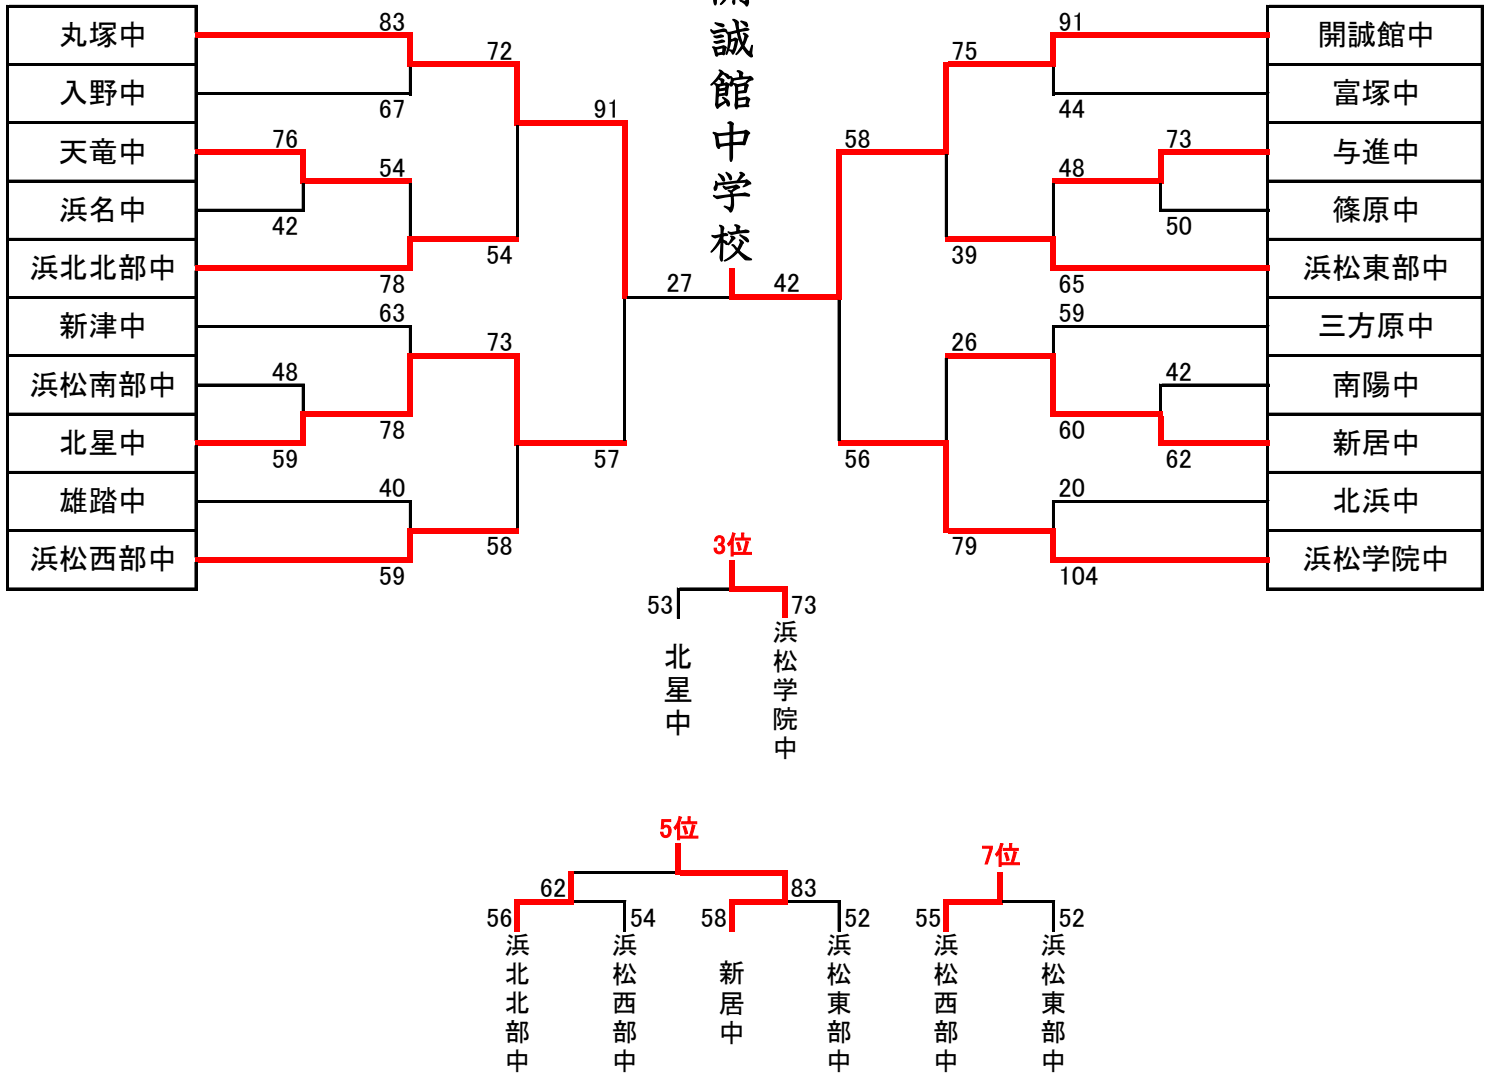 丸塚中
入野中
天竜中
浜名中
浜北北部中
新津中
浜松南部中
北星中
雄踏中
浜松西部中
83
67
76
42
54
78
63
48
59
78
40
59
72
54
73
58
91
57
27
開誠館中学校
42
58
56
75
39
26
79
91
44
48
65
73
50
59
60
42
62
20
104
開誠館中
富塚中
与進中
篠原中
浜松東部中
三方原中
南陽中
新居中
北浜中
浜松学院中
3位
53
73
北星中
浜松学院中
5位
62
83
56
54
58
52
浜北北部中
浜松西部中
新居中
浜松東部中
7位
55
52
浜松西部中
浜松東部中